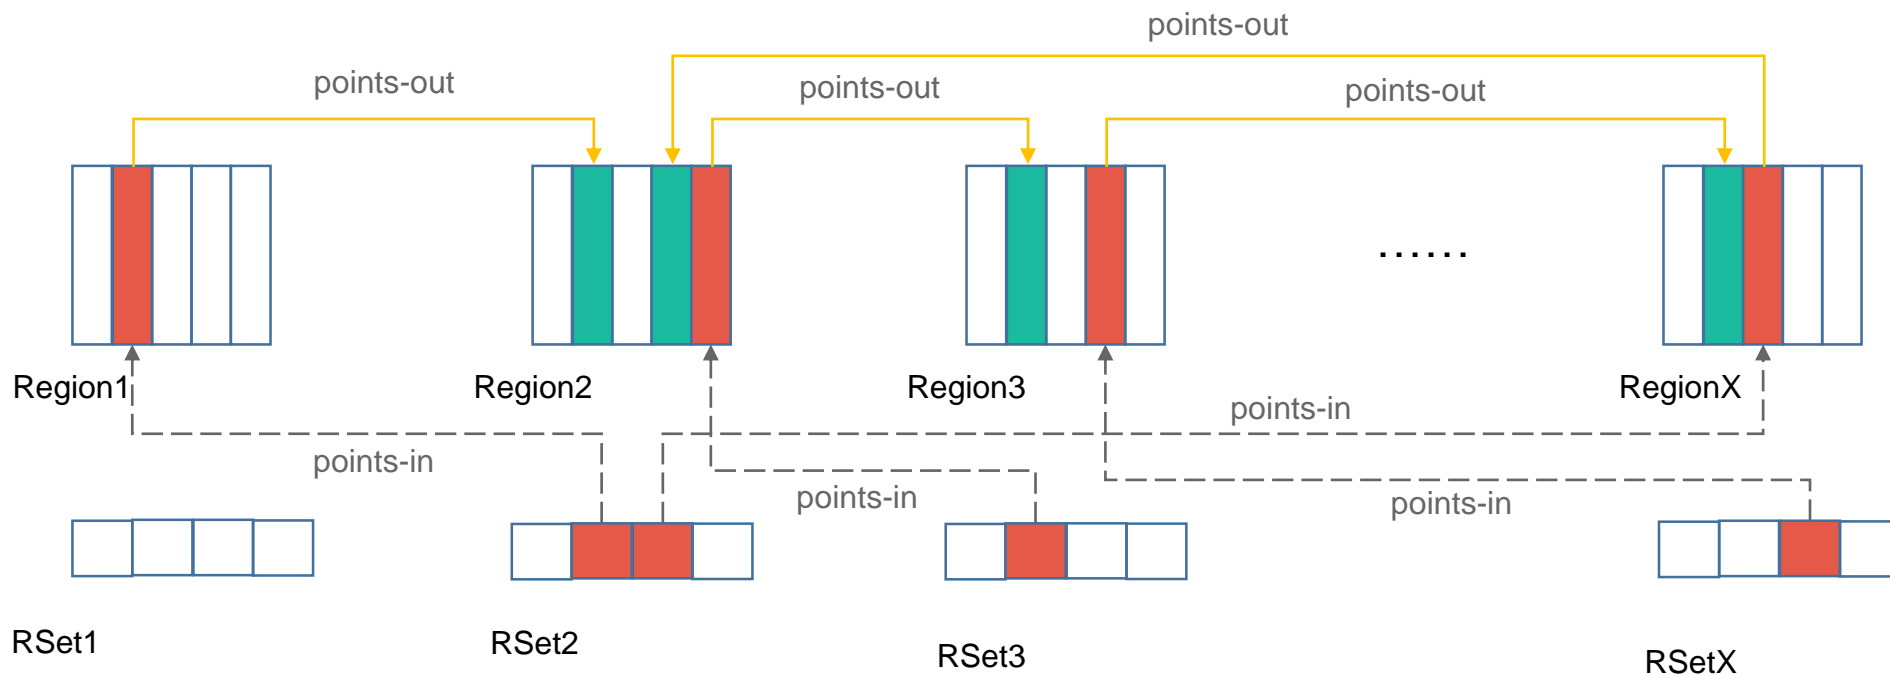 points-out
points-out
points-out
points-out
......
Region1
Region2
Region3
RegionX
points-in
points-in
points-in
points-in
RSet1
RSet2
RSet3
RSetX